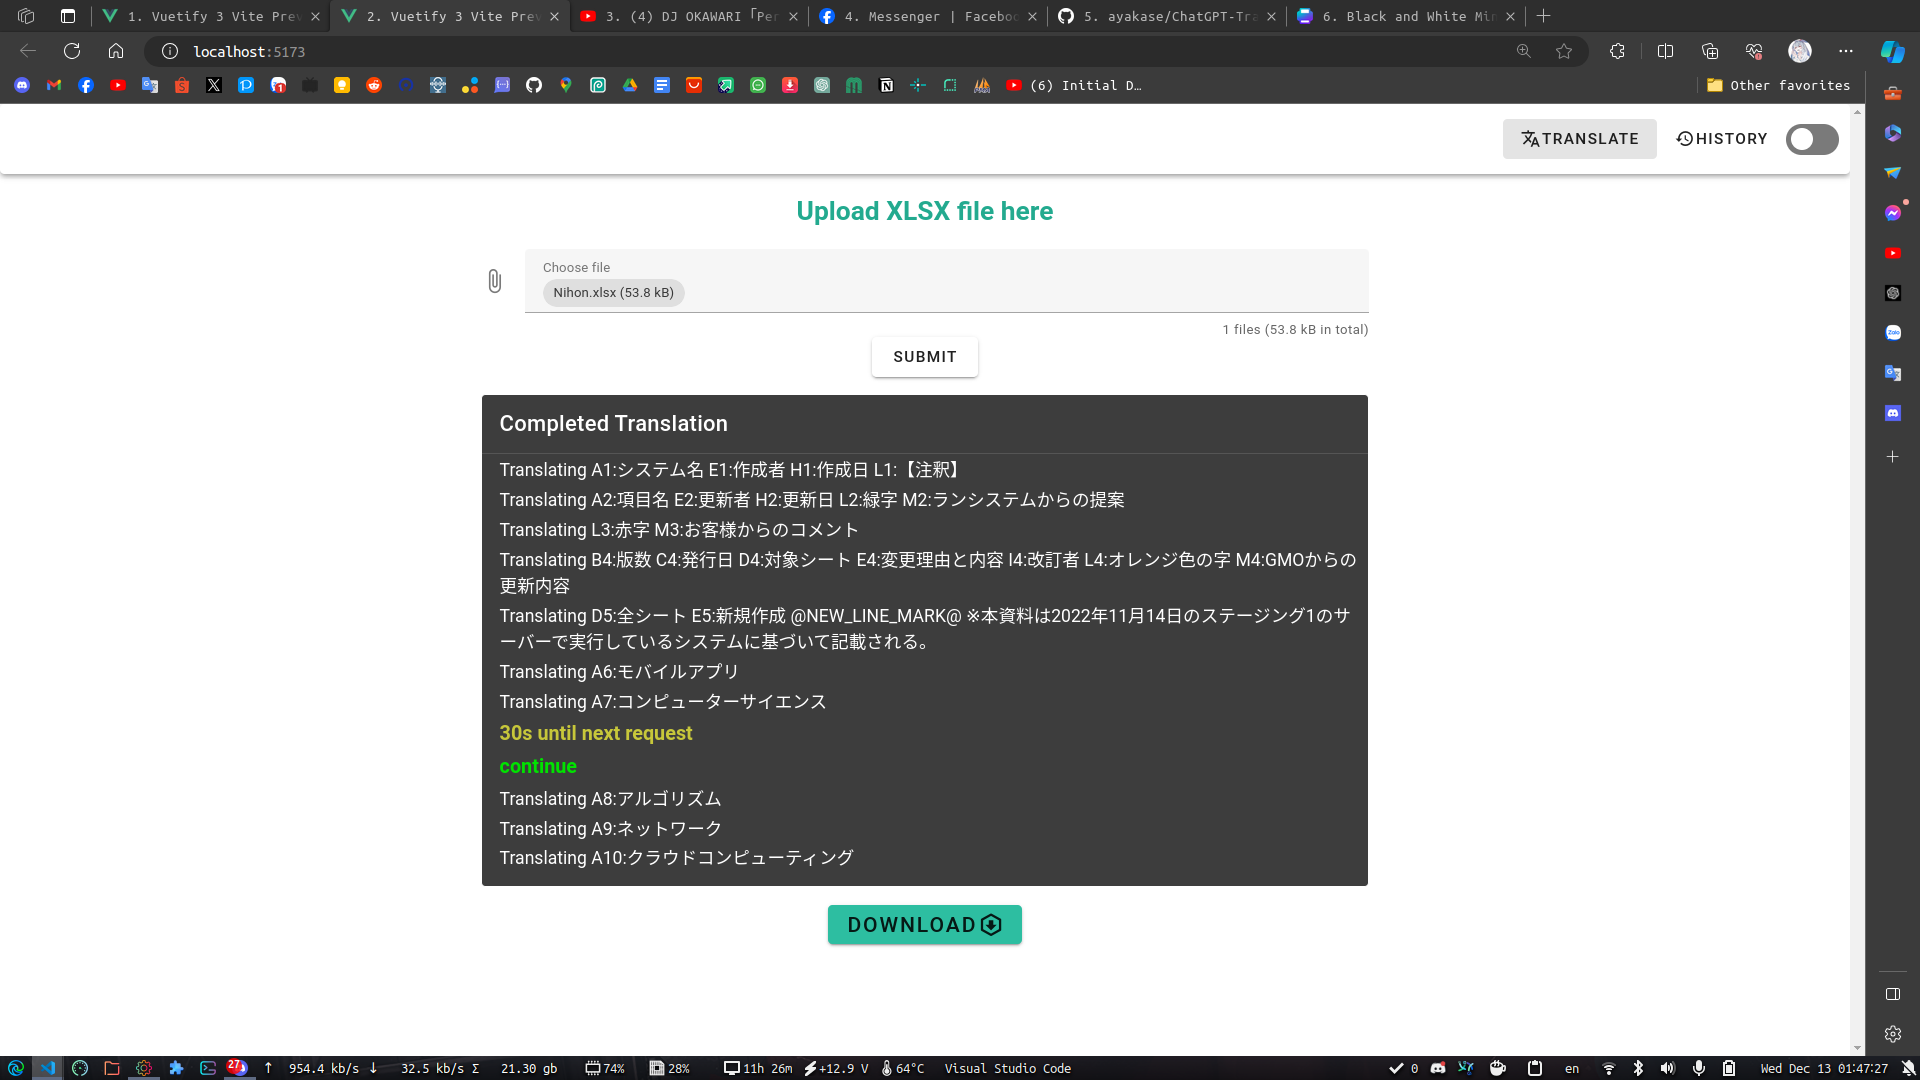 1. Vuetify 3 Vite Prev
2. Vuetify 3 Vite Prev
3. (4) DJ OKAWARI「Per
4. Messenger | Faceboo
5. ayakase/ChatGPT-Tra
6. Black and White Min
localhost:5173
(6) Initial D…
Other favorites
TRANSLATE
HISTORY
Upload XLSX file here
Choose file
Nihon.xlsx (53.8 kB)
1 files (53.8 kB in total)
SUBMIT
Completed Translation
Translating A1:システム名 E1:作成者 H1:作成日 L1:【注釈】
Translating A2:項目名 E2:更新者 H2:更新日 L2:緑字 M2:ランシステムからの提案
Translating L3:赤字 M3:お客様からのコメント
Translating B4:版数 C4:発行日 D4:対象シート E4:変更理由と内容 I4:改訂者 L4:オレンジ色の字 M4:GMOからの
更新内容
Translating D5:全シート E5:新規作成 @NEW_LINE_MARK@ ※本資料は2022年11月14日のステージング1のサ
ーバーで実行しているシステムに基づいて記載される。
Translating A6:モバイルアプリ
Translating A7:コンピューターサイエンス
30s until next request
continue
Translating A8:アルゴリズム
Translating A9:ネットワーク
Translating A10:クラウドコンピューティング
DOWNLOAD
27 ↑ 954.4 kb/s ↓ 32.5 kb/s Σ 21.30 gb 74% 28% 11h 26m +12.9 V 64°C Visual Studio Code 0 en Wed Dec 13 01:47:27